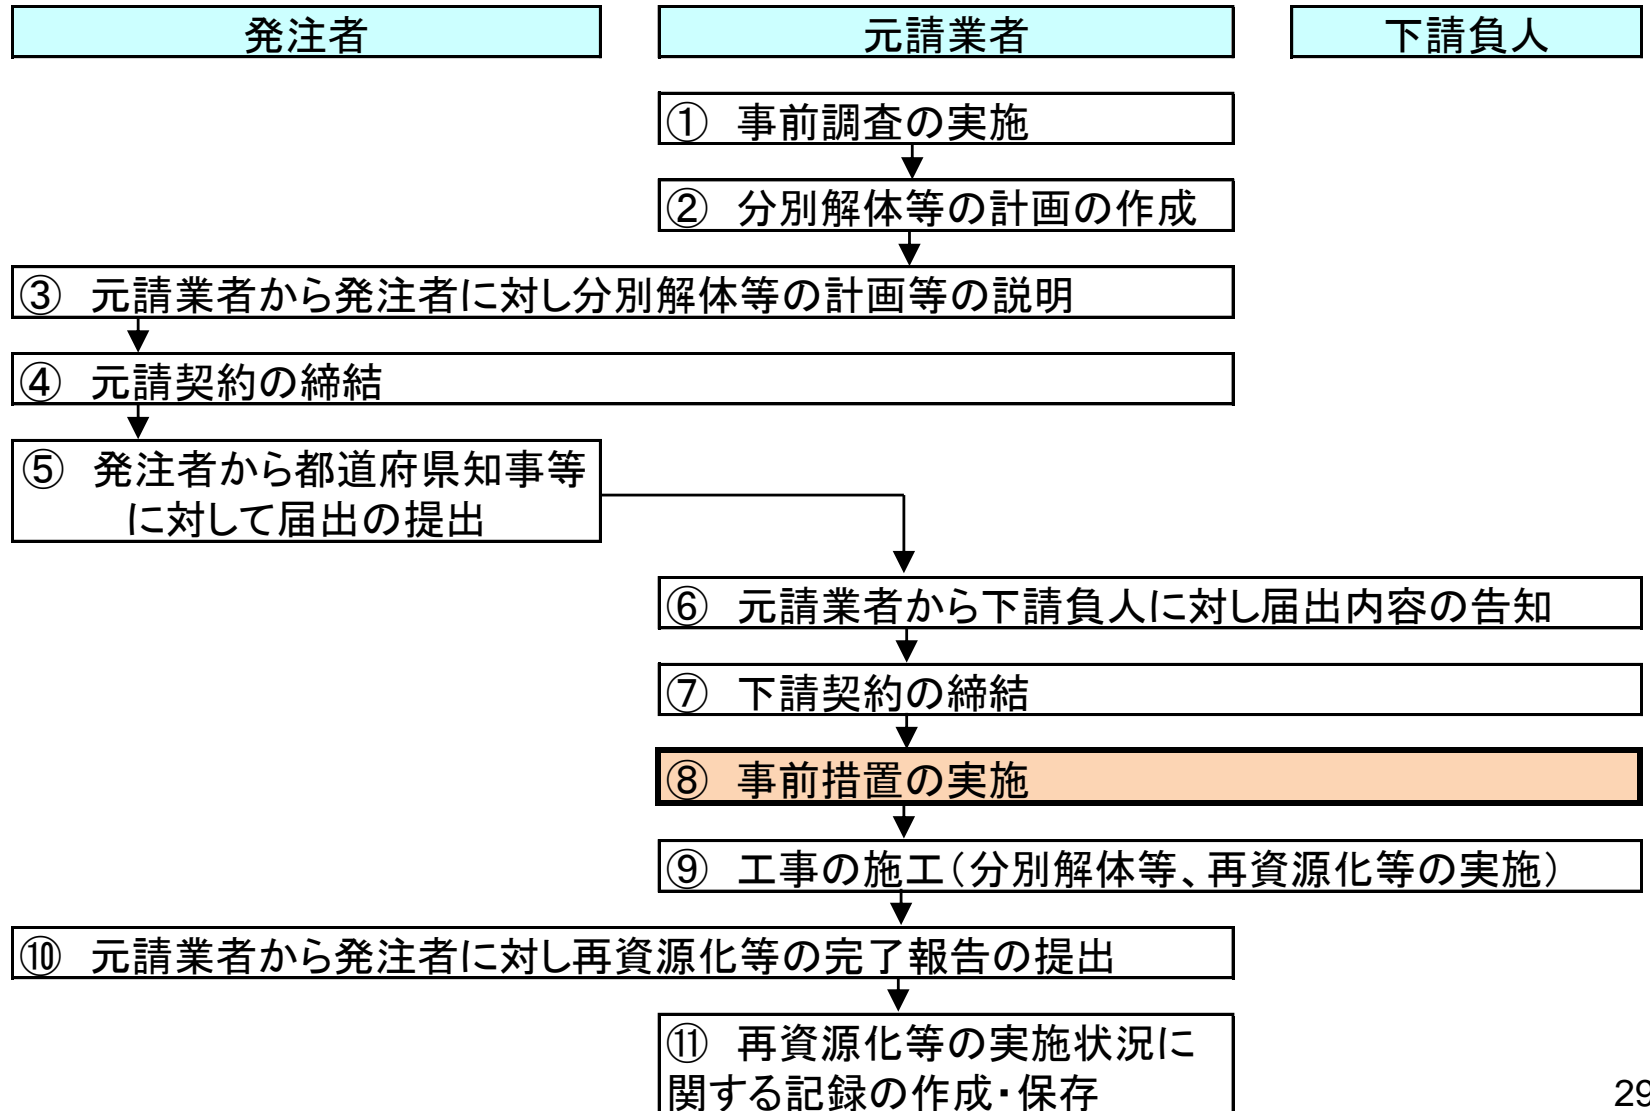 発注者
元請業者
下請負人
① 事前調査の実施
② 分別解体等の計画の作成
③ 元請業者から発注者に対し分別解体等の計画等の説明
④ 元請契約の締結
⑤ 発注者から都道府県知事等
に対して届出の提出
⑥ 元請業者から下請負人に対し届出内容の告知
⑦ 下請契約の締結
⑧ 事前措置の実施
⑨ 工事の施工(分別解体等、再資源化等の実施)
⑩ 元請業者から発注者に対し再資源化等の完了報告の提出
⑪ 再資源化等の実施状況に
関する記録の作成・保存
29